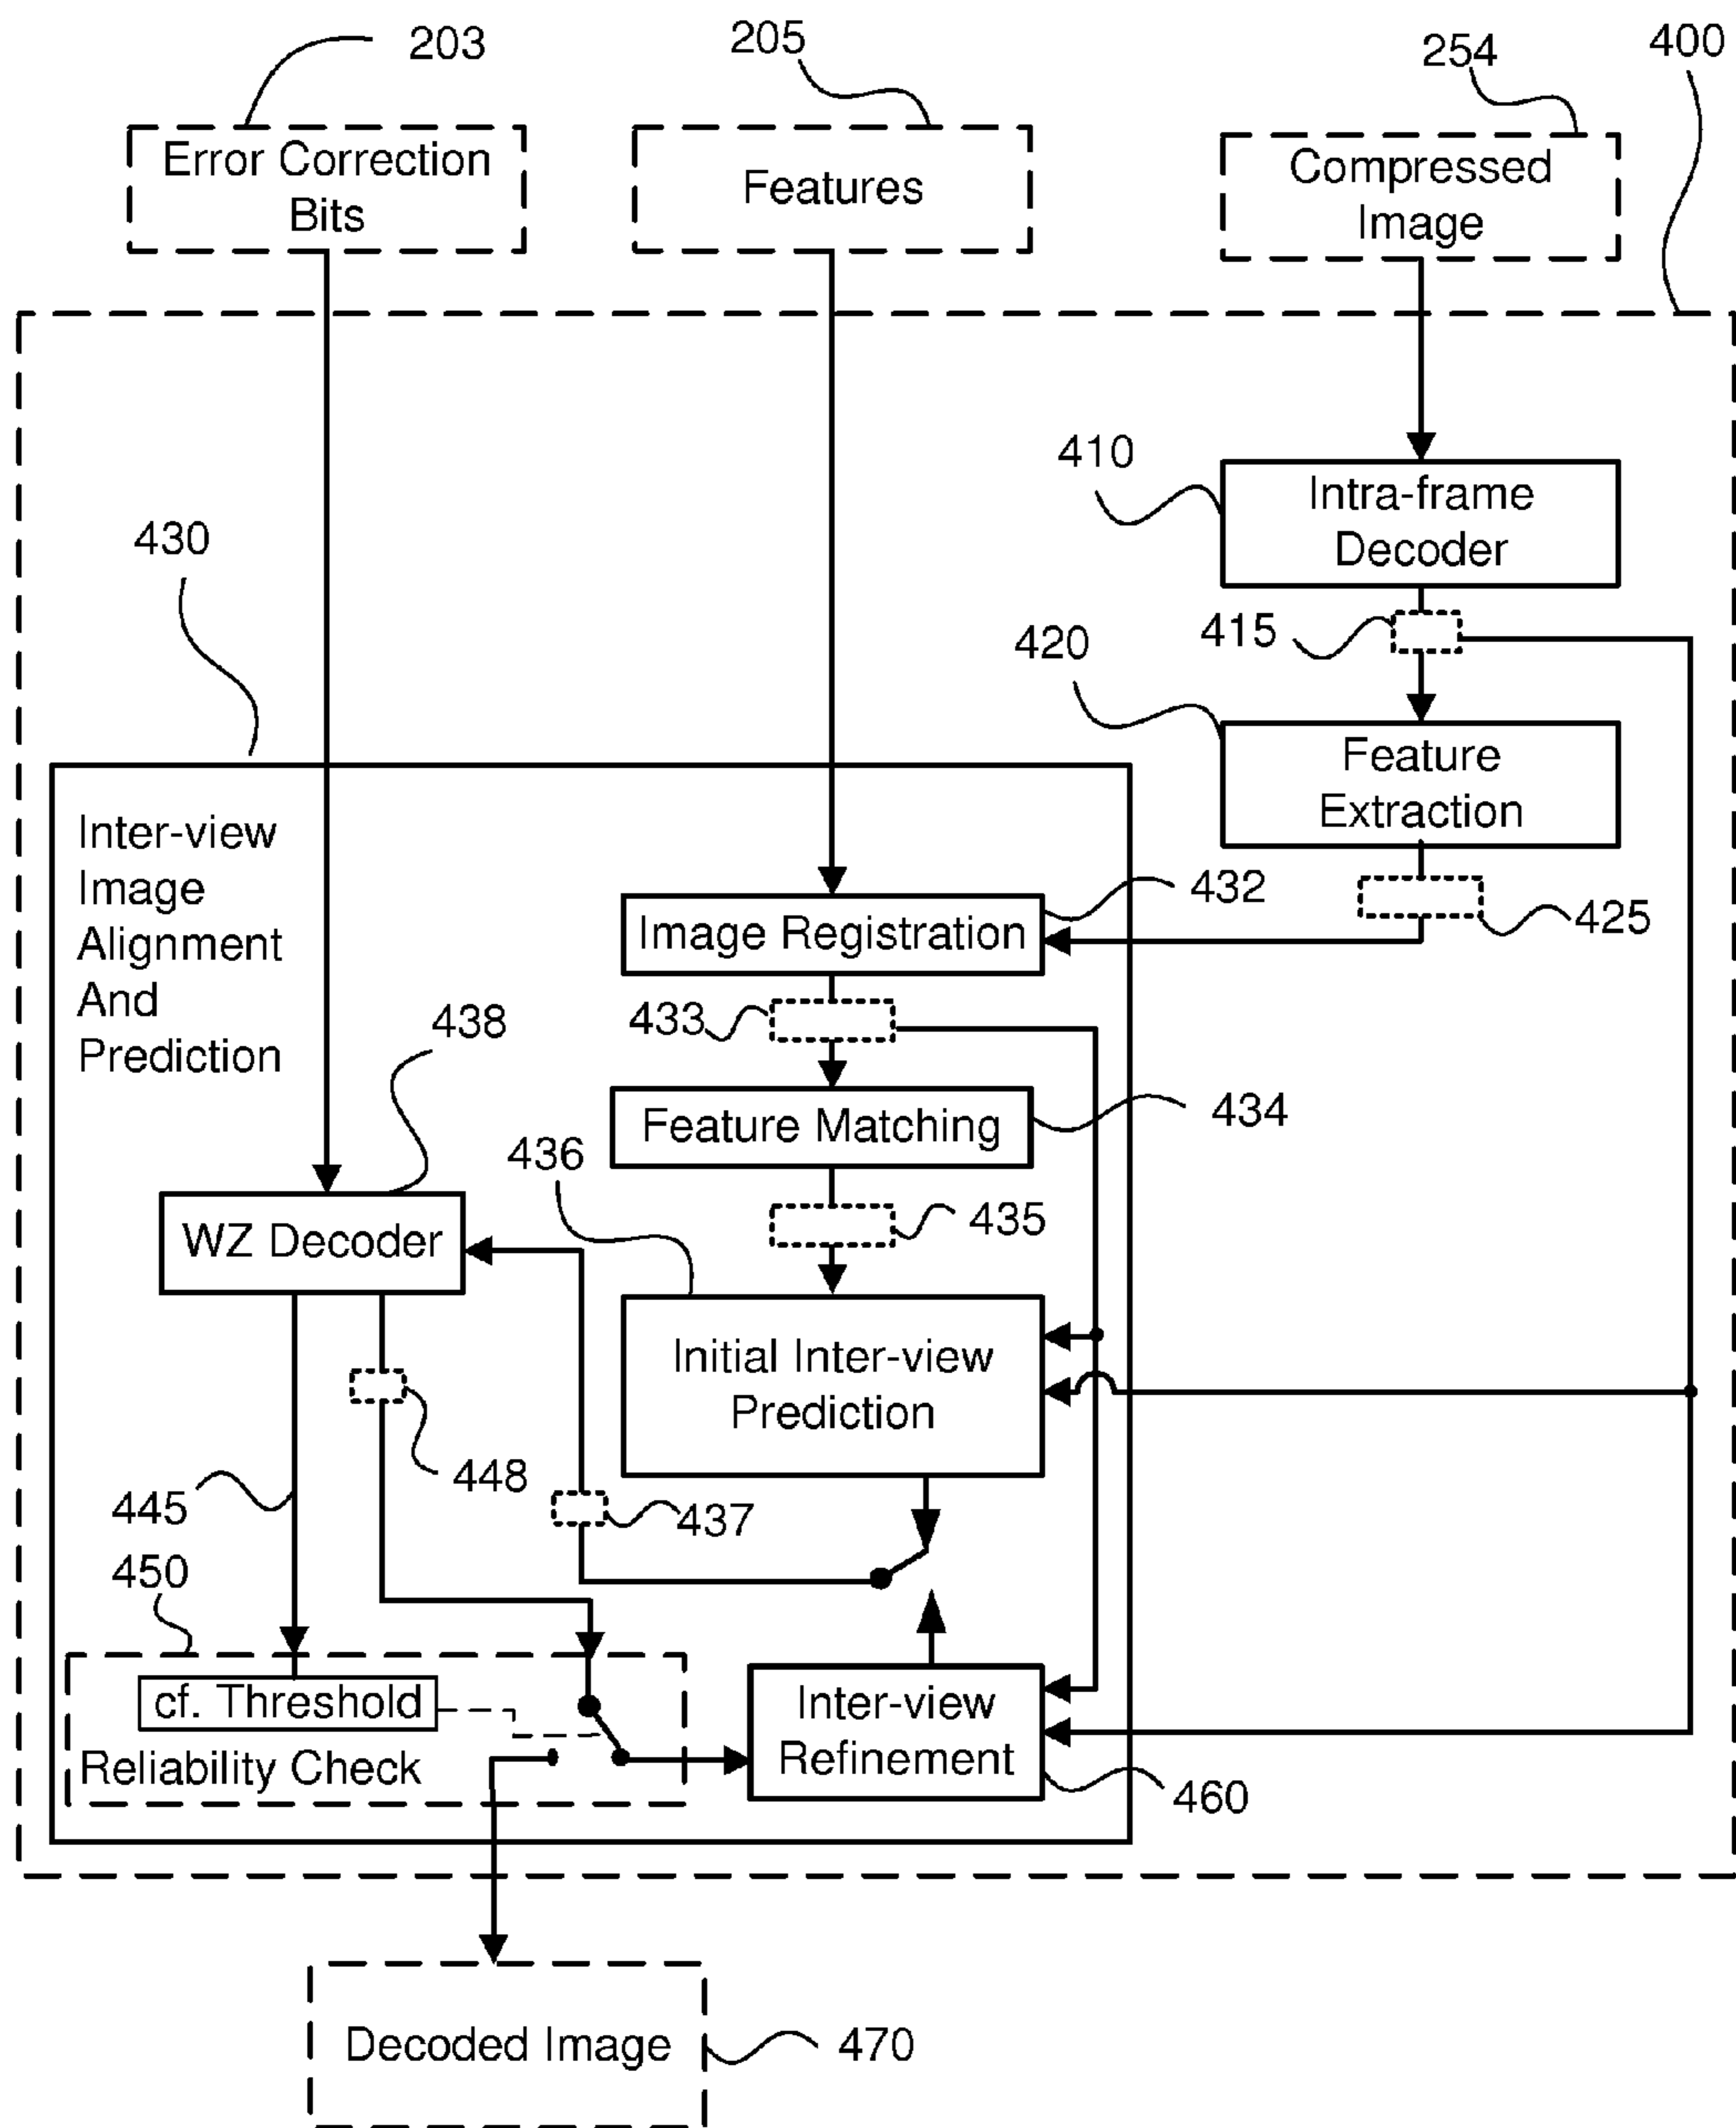 203
205
254
400
Error Correction
Bits
Features
Compressed
Image
410
Intra-frame
Decoder
430
415
420
Feature
Extraction
Inter-view
Image
Alignment
And
Prediction
432
425
Image Registration
433
438
434
Feature Matching
436
435
WZ Decoder
Initial Inter-view
Prediction
448
445
437
450
cf. Threshold
Reliability Check
Inter-view
Refinement
460
Decoded Image
470